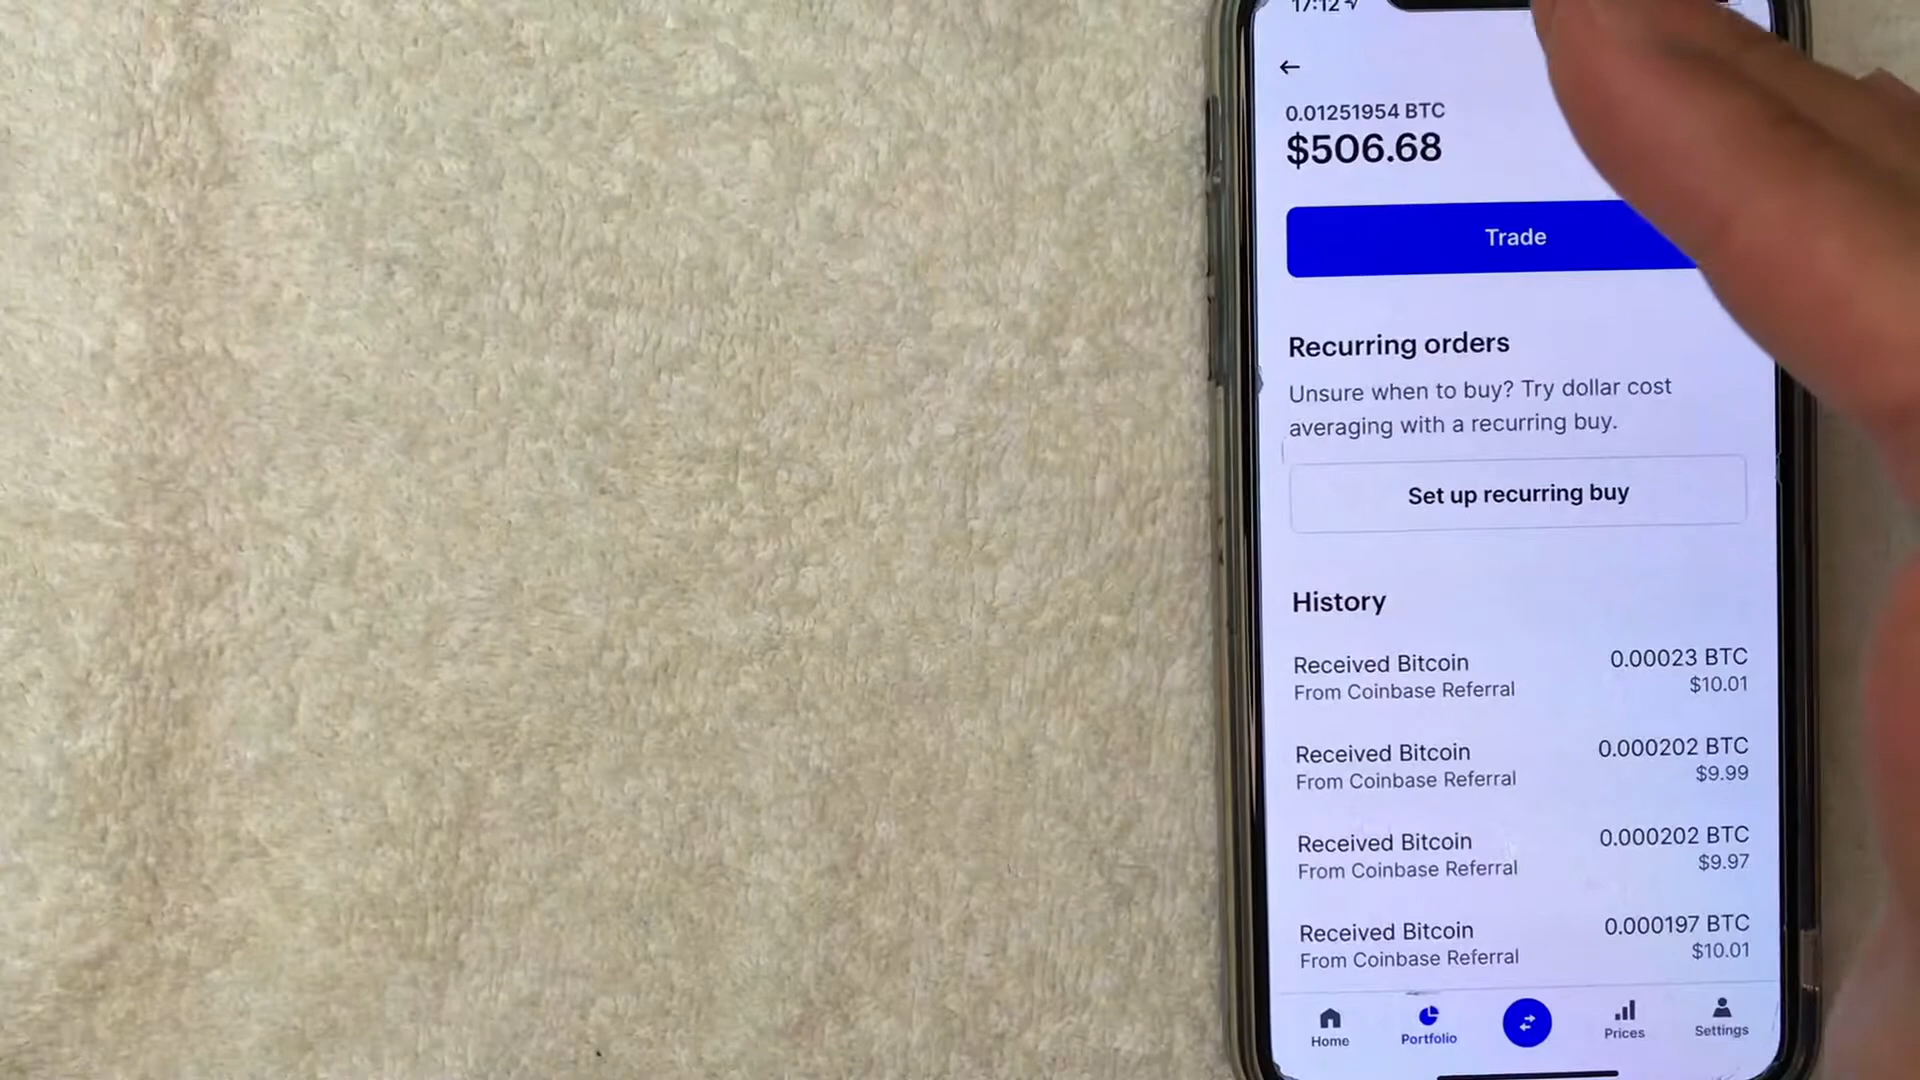 17:12
←
0.01251954 BTC
$506.68
Trade
Recurring orders
Unsure when to buy? Try dollar cost
averaging with a recurring buy.
Set up recurring buy
History
Received Bitcoin 0.00023 BTC
From Coinbase Referral $10.01
Received Bitcoin 0.000202 BTC
From Coinbase Referral $9.99
Received Bitcoin 0.000202 BTC
From Coinbase Referral $9.97
Received Bitcoin 0.000197 BTC
From Coinbase Referral $10.01
Home Portfolio Prices Settings